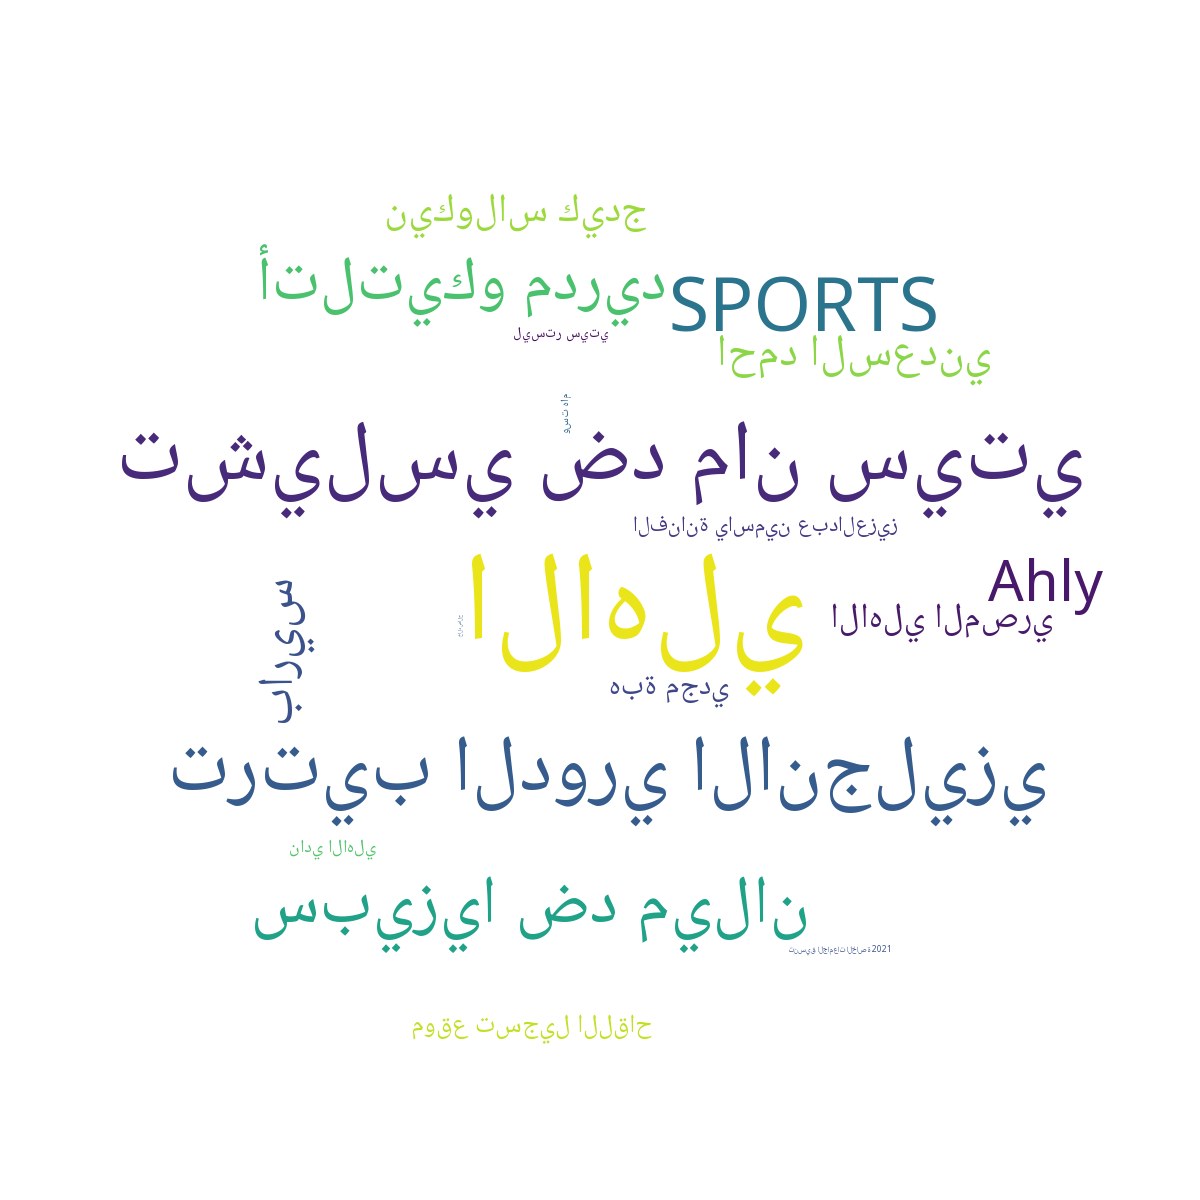 نيكولاس كيدج
أتلتيكو مدريد
SPORTS
ليستر سيتي
احمد السعدني
وست هام
تشيلسي ضد مان سيتي
الفنانة ياسمين عبدالعزيز
الاهلي
Ahly
الاهلي المصري
باريس
هبة مجدي
ترتيب الدوري الانجليزي
نادي الاهلي
سبيزيا ضد ميلان
تنسيق الجامعات الخاصة 2021
موقع تسجيل اللقاح